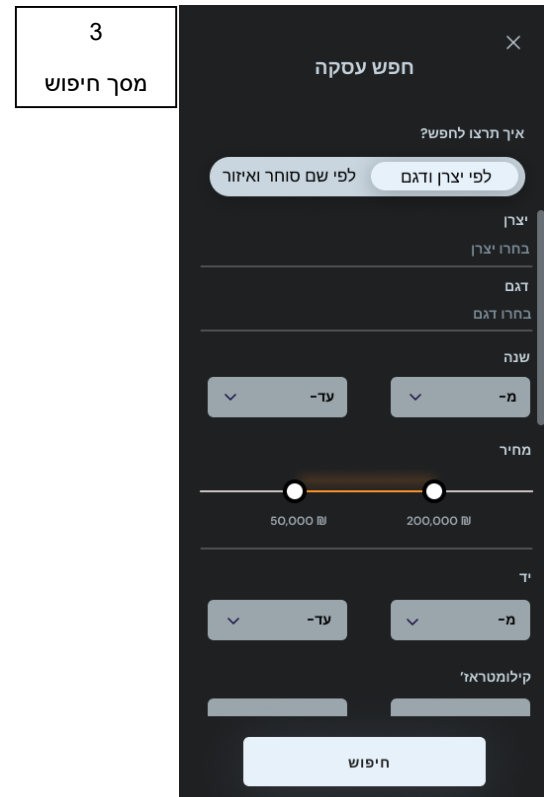 3
מסך חיפוש
חפש עסקה
איך תרצו לחפש?
לפי יצרן ודגם
לפי שם סוחר ואיזור
יצרן
בחרו יצרן
דגם
בחרו דגם
שנה
מ-
עד-
מחיר
200,000 ₪
50,000 ₪
יד
מ-
עד-
קילומטראז'
חיפוש